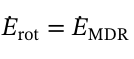 Ė_rot = Ė_MDR